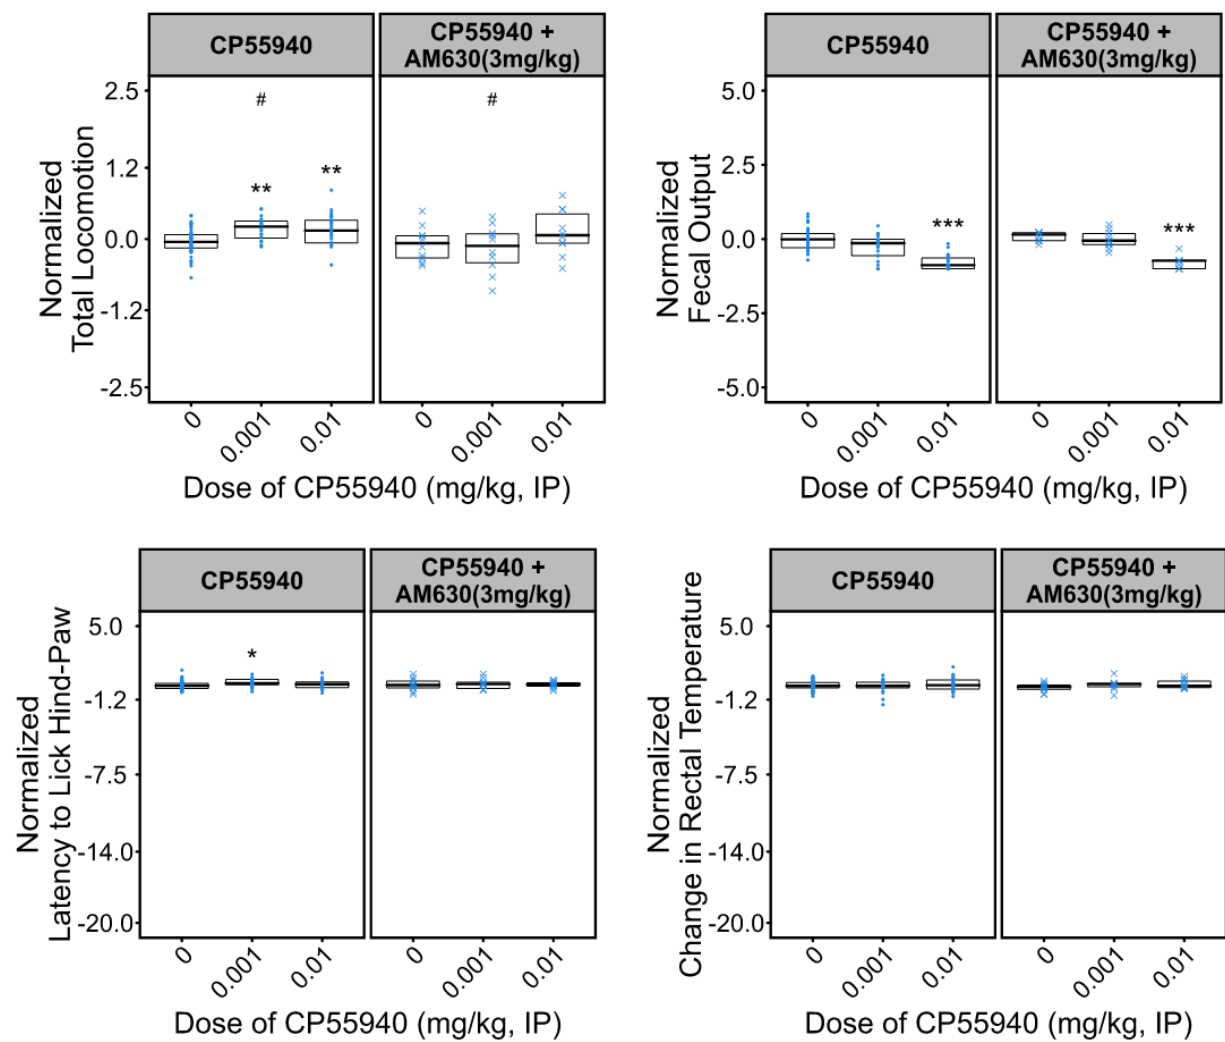 CP55940
CP55940 +
AM630(3mg/kg)
#
#
**
**
2.5
1.2
0.0
-1.2
-2.5
Normalized
Total Locomotion
0
0.001
0.01
0
0.001
0.01
Dose of CP55940 (mg/kg, IP)
CP55940
CP55940 +
AM630(3mg/kg)
***
***
5.0
2.5
0.0
-2.5
-5.0
Normalized
Fecal Output
0
0.001
0.01
0
0.001
0.01
Dose of CP55940 (mg/kg, IP)
CP55940
CP55940 +
AM630(3mg/kg)
*
5.0
-1.2
-7.5
-14.0
-20.0
Normalized
Latency to Lick Hind-Paw
0
0.001
0.01
0
0.001
0.01
Dose of CP55940 (mg/kg, IP)
CP55940
CP55940 +
AM630(3mg/kg)
5.0
-1.2
-7.5
-14.0
-20.0
Normalized
Change in Rectal Temperature
0
0.001
0.01
0
0.001
0.01
Dose of CP55940 (mg/kg, IP)